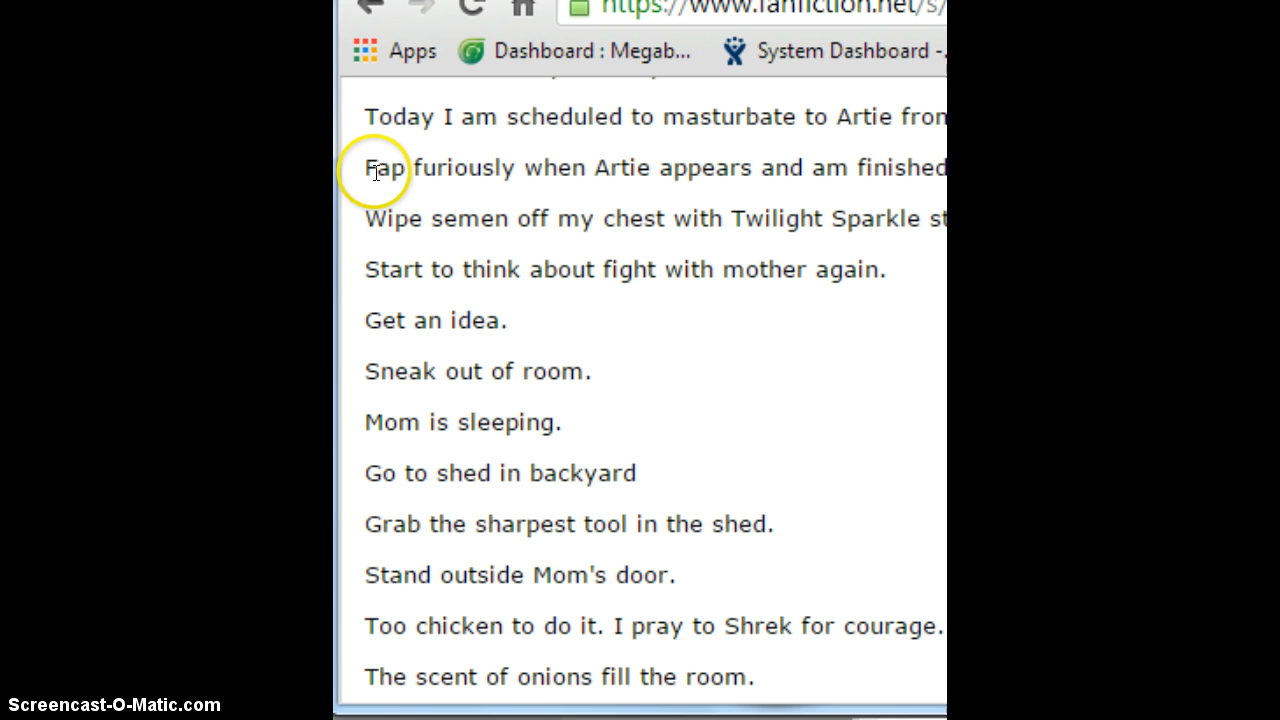 https://www.fanfiction.net/s/
Apps Dashboard : Megab... System Dashboard -
Today I am scheduled to masturbate to Artie from
Fap furiously when Artie appears and am finished
Wipe semen off my chest with Twilight Sparkle st
Start to think about fight with mother again.
Get an idea.
Sneak out of room.
Mom is sleeping.
Go to shed in backyard
Grab the sharpest tool in the shed.
Stand outside Mom's door.
Too chicken to do it. I pray to Shrek for courage.
The scent of onions fill the room.
Screencast-O-Matic.com